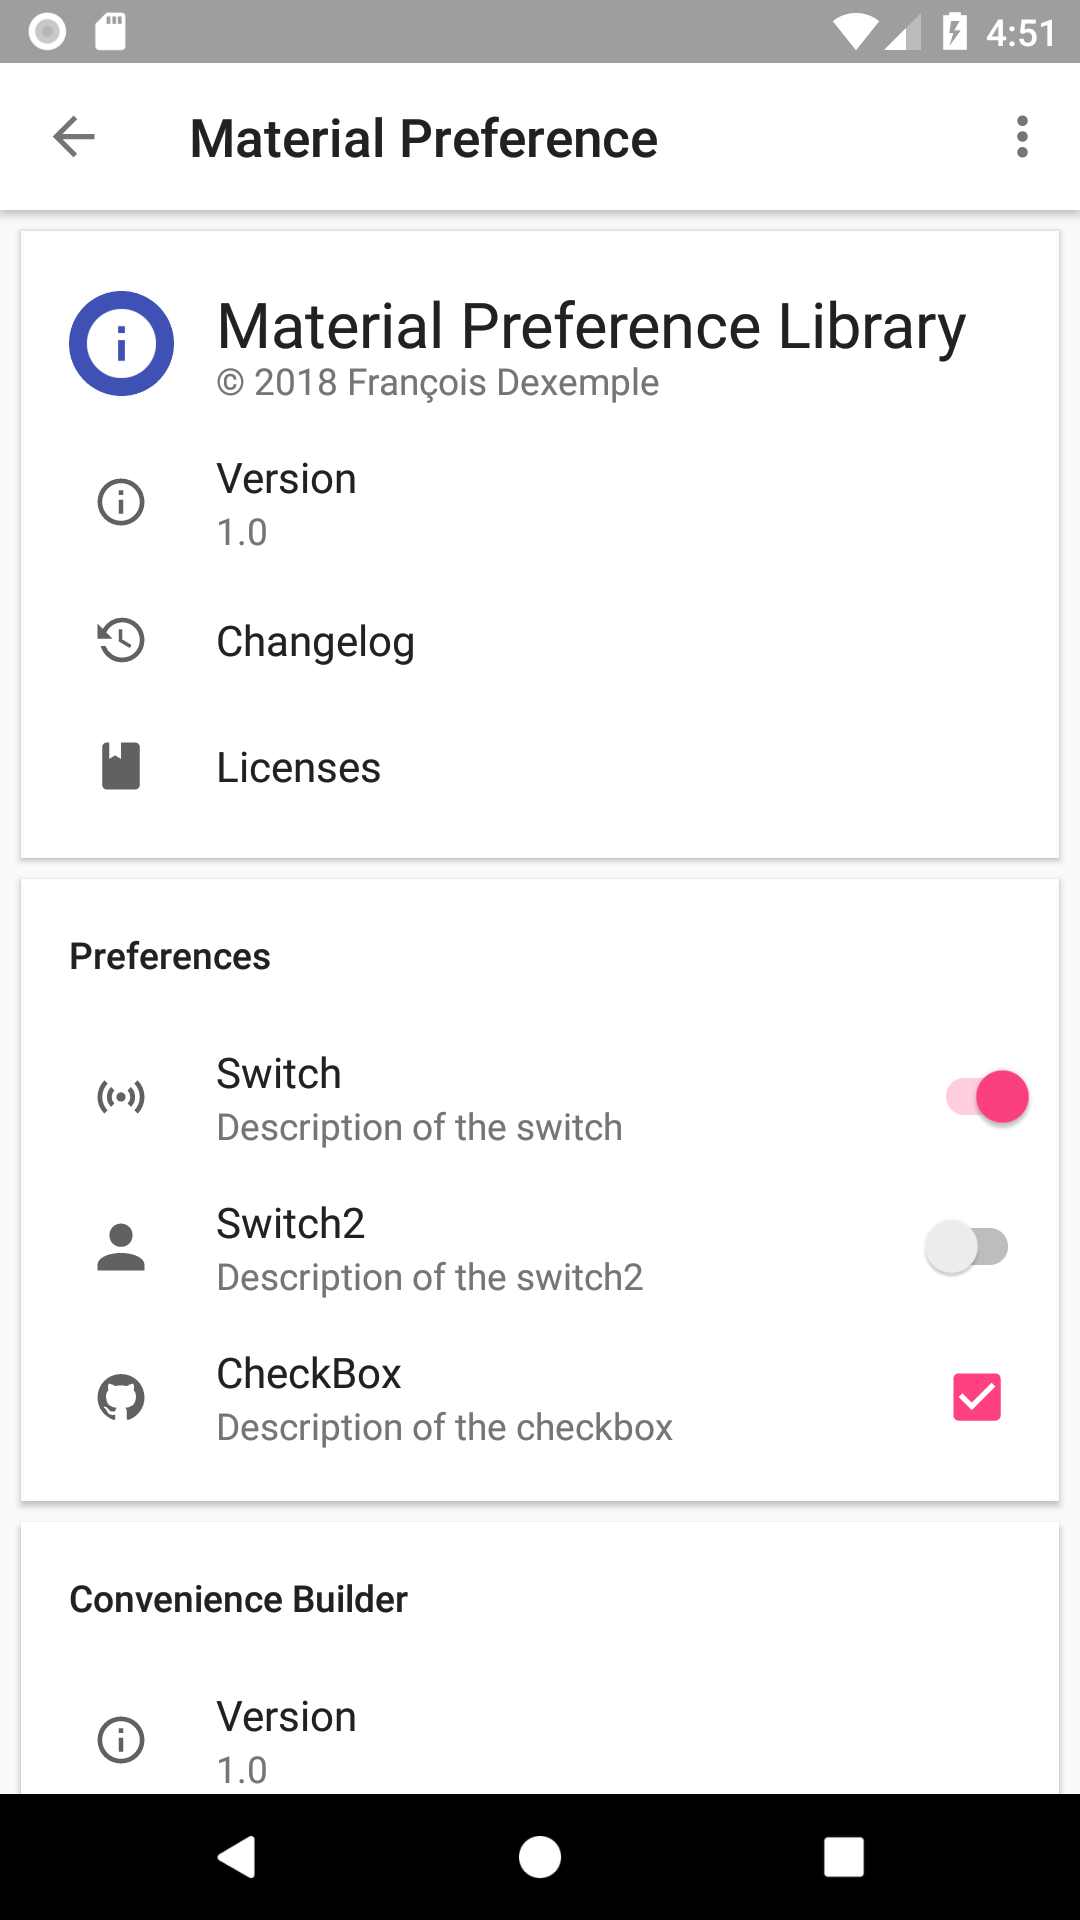 4:51
Material Preference
Material Preference Library
© 2018 François Dexemple
Version
1.0
Changelog
Licenses
Preferences
Switch
Description of the switch
Switch2
Description of the switch2
CheckBox
Description of the checkbox
Convenience Builder
Version
1.0